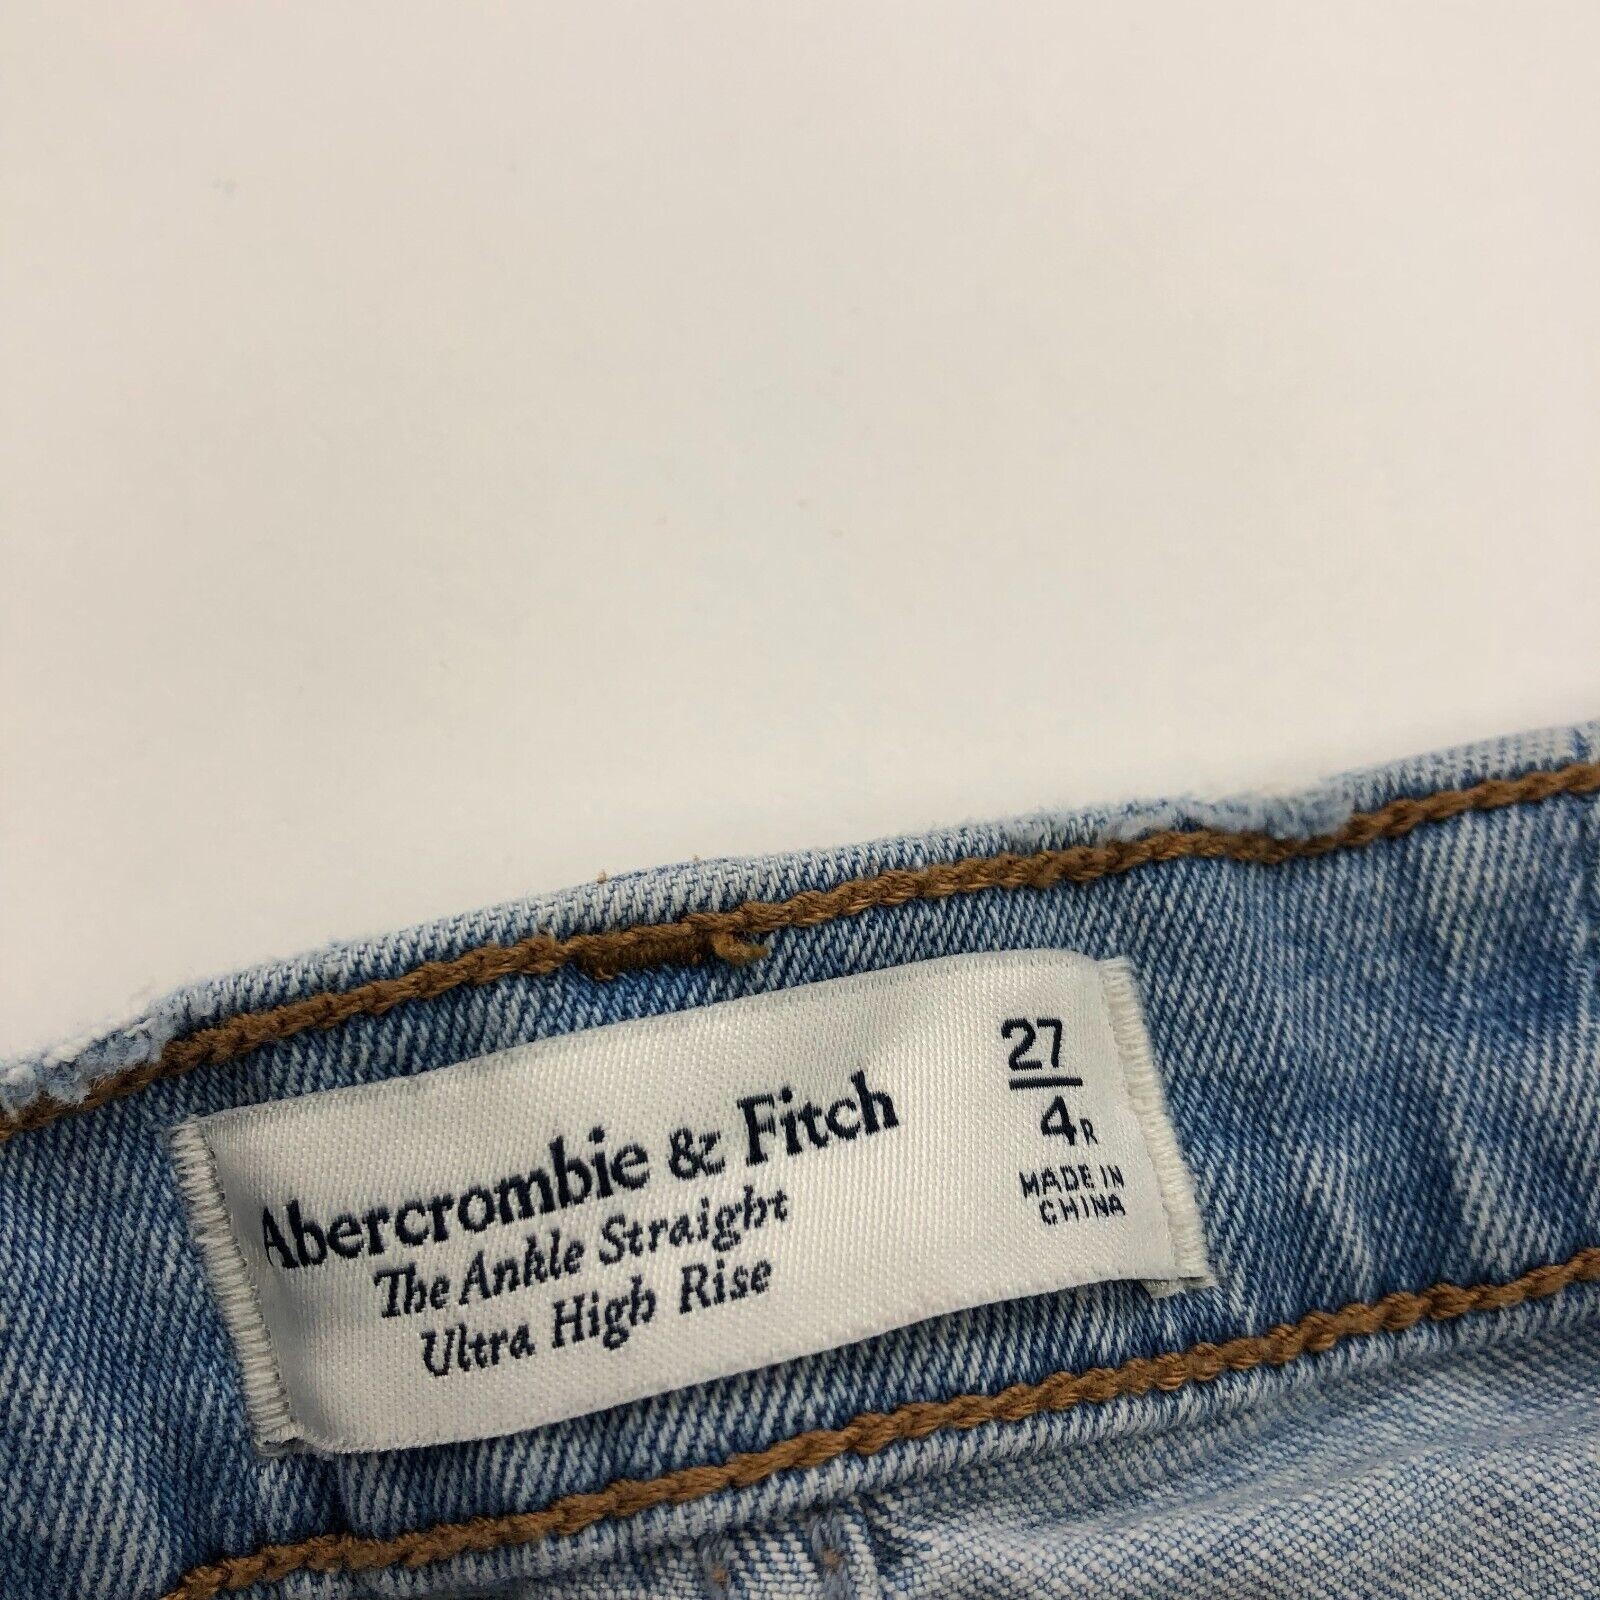 Abercrombie & Fitch
The Ankle Straight
Ultra High Rise
27
4R
MADE IN
CHINA